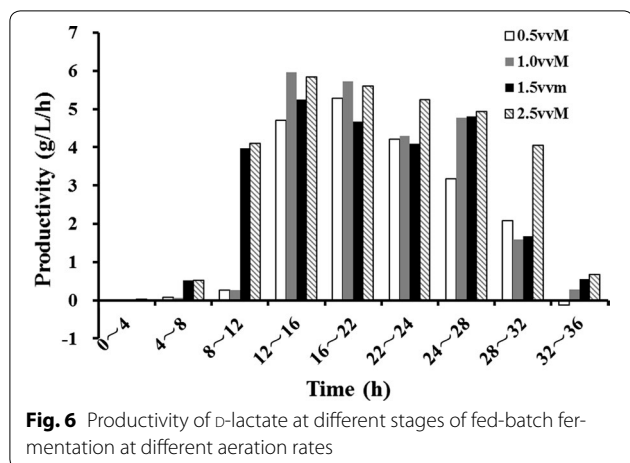 7
6
5
4
3
2
1
0
-1
Productivity (g/L/h)
0.5vvM
1.0vvM
1.5vvm
2.5vvM
0～4
4～8
8～12
12～16
16～22
22～24
24～28
28～32
32～36
Time (h)
Fig. 6 Productivity of D-lactate at different stages of fed-batch fer-
mentation at different aeration rates